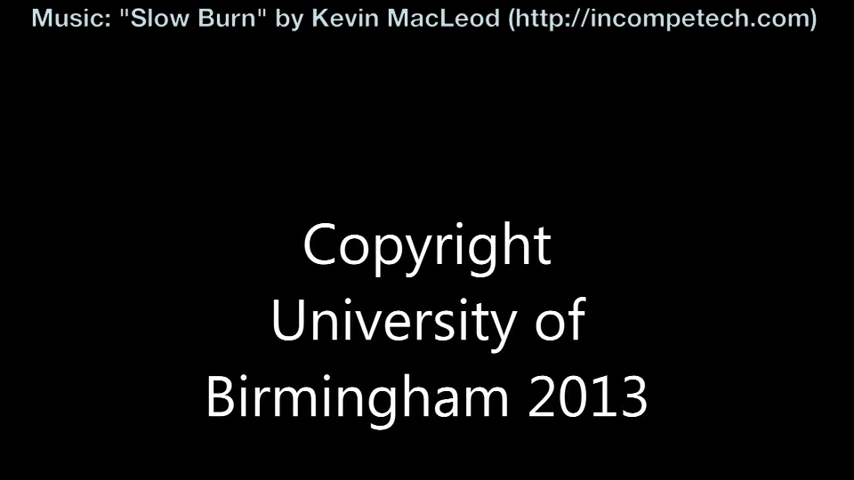 Music: "Slow Burn" by Kevin MacLeod (http://incompetech.com)
Copyright
University of
Birmingham 2013